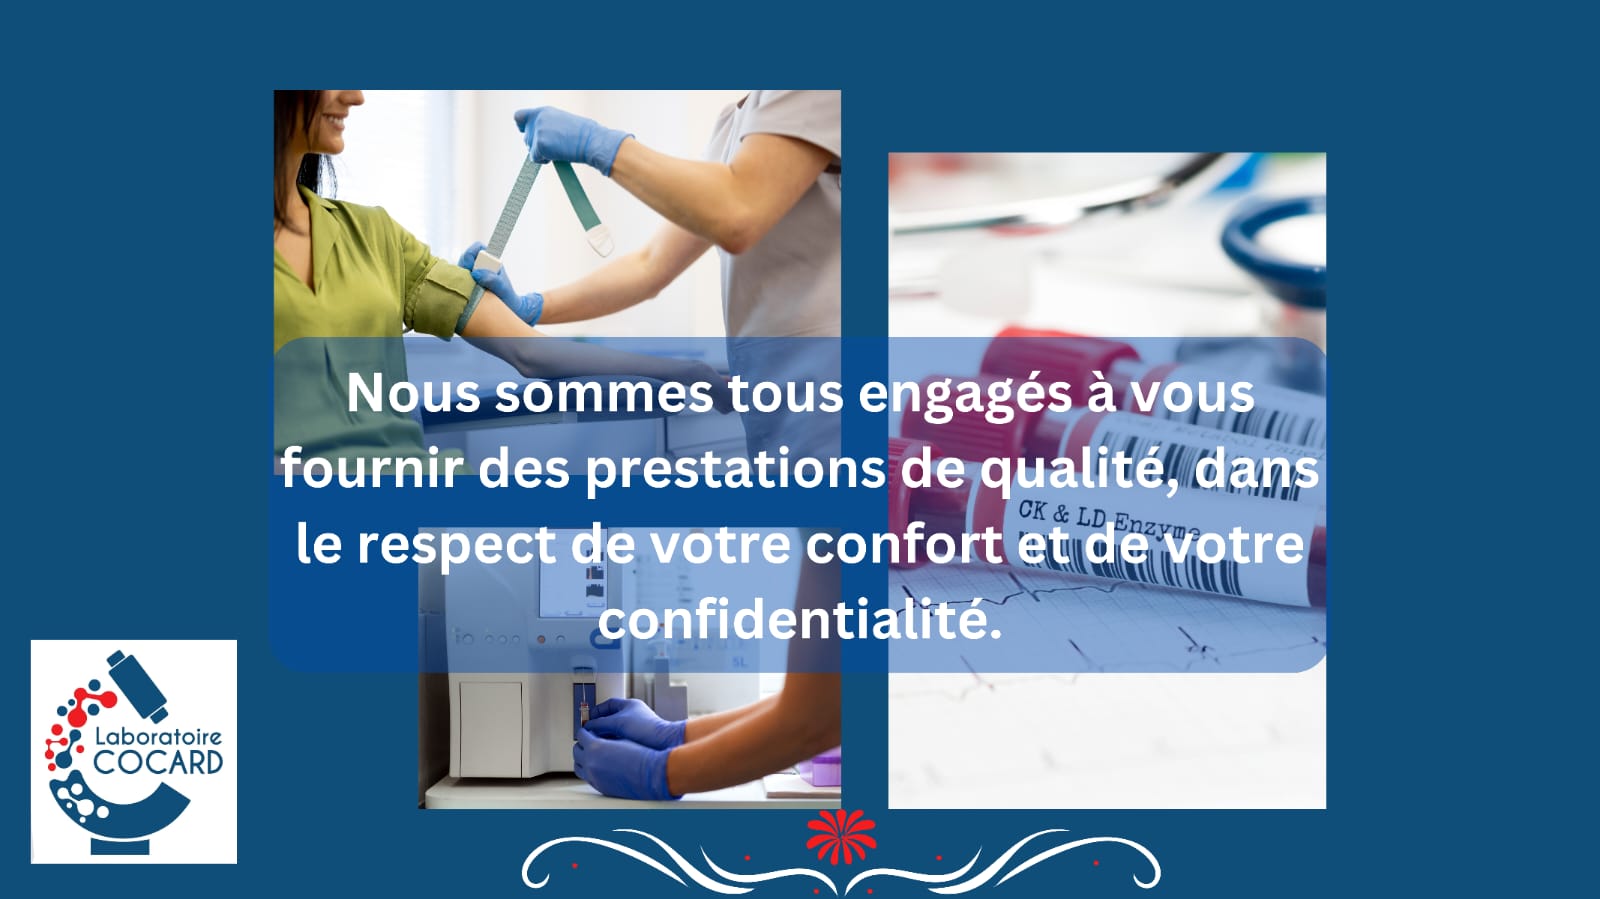 Nous sommes tous engagés à vous
fournir des prestations de qualité, dans
le respect de votre confort et de votre
confidentialité.
CK & LD Enzyme
5L
Laboratoire
COCARD